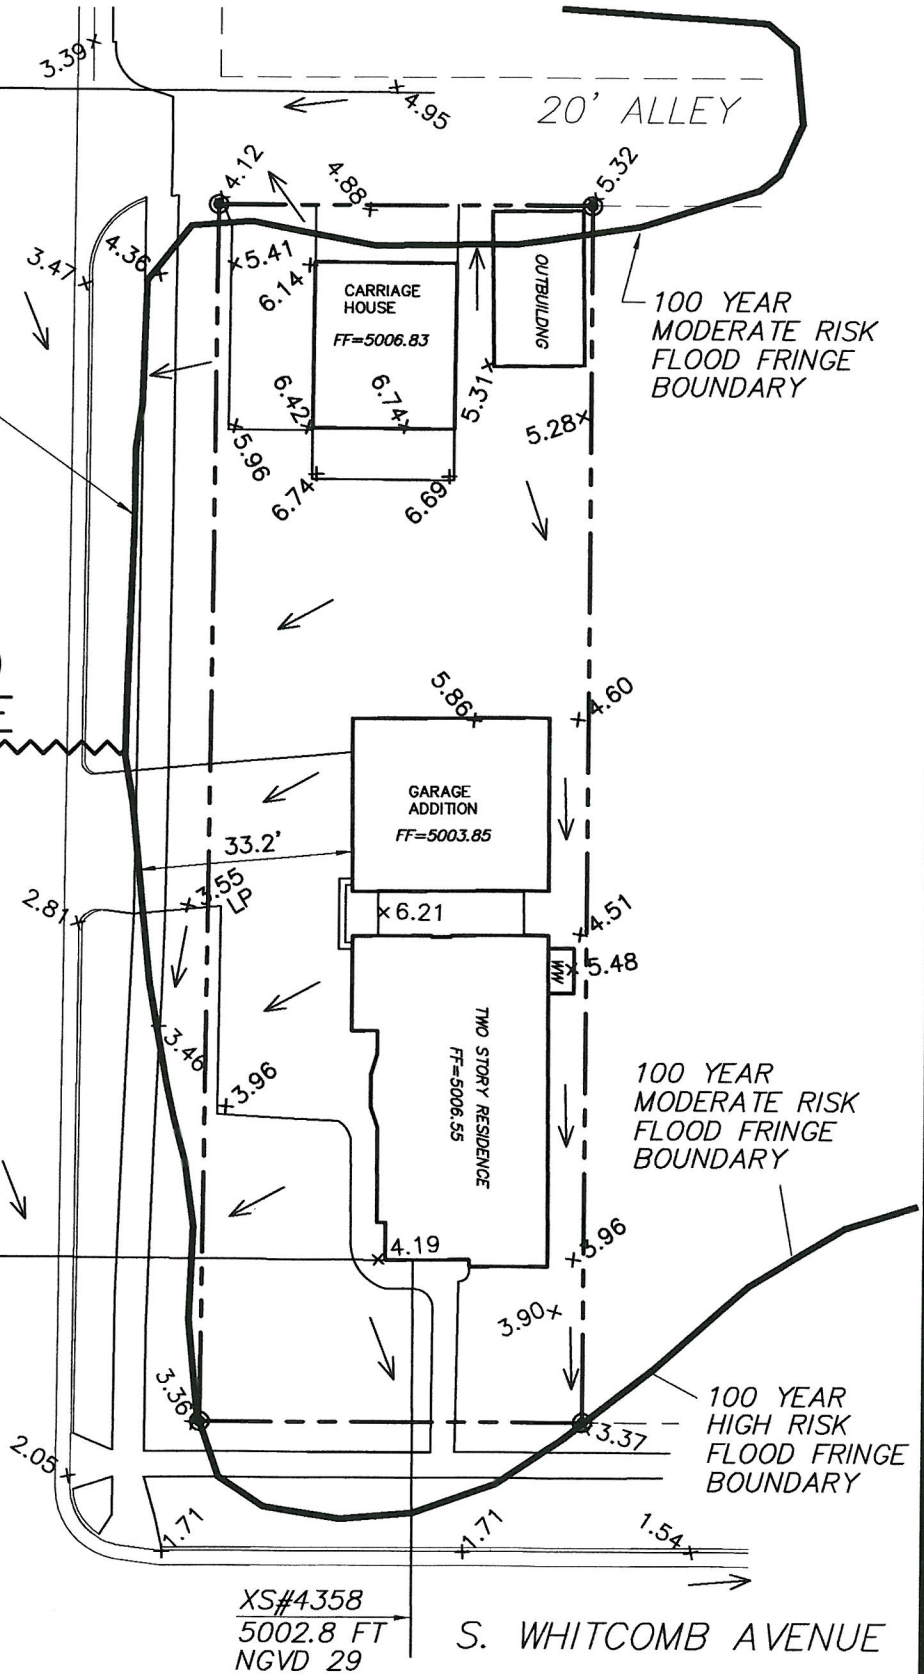 3.39
4.95
20' ALLEY
4.12
4.88
5.32
4.36
5.41
3.47
6.14
CARRIAGE
HOUSE
FF=5006.83
OUTBUILDNG
100 YEAR
MODERATE RISK
FLOOD FRINGE
BOUNDARY
6.42
6.74
5.31
5.28
5.96
6.74
6.69
5.86
4.60
GARAGE
ADDITION
FF=5003.85
33.2'
3.55
LP
2.81
6.21
4.51
WW
5.48
TWO STORY RESIDENCE
FF=5006.55
3.46
3.96
100 YEAR
MODERATE RISK
FLOOD FRINGE
BOUNDARY
4.19
3.96
3.90
3.36
3.37
100 YEAR
HIGH RISK
FLOOD FRINGE
BOUNDARY
2.05
1.71
1.71
1.54
XS#4358
5002.8 FT
NGVD 29
S. WHITCOMB AVENUE